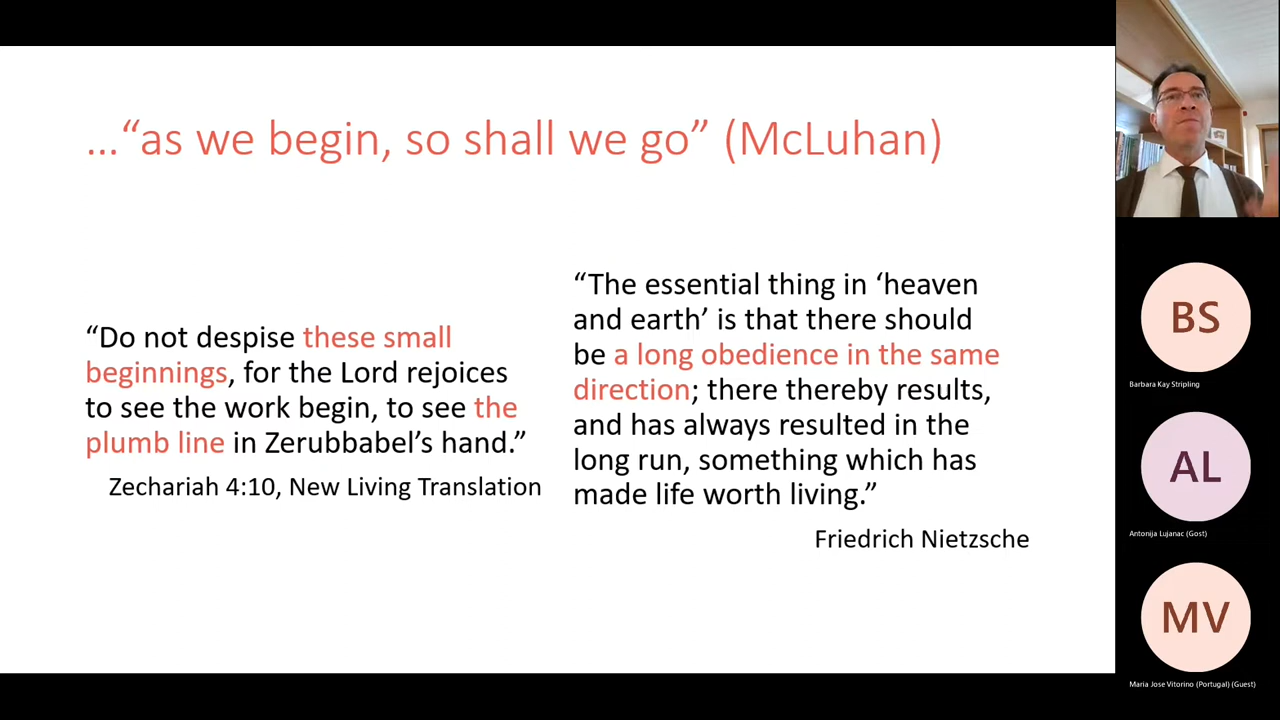 …“as we begin, so shall we go” (McLuhan)
“Do not despise these small
beginnings, for the Lord rejoices
to see the work begin, to see the
plumb line in Zerubbabel’s hand.”
Zechariah 4:10, New Living Translation
“The essential thing in ‘heaven
and earth’ is that there should
be a long obedience in the same
direction; there thereby results,
and has always resulted in the
long run, something which has
made life worth living.”
Friedrich Nietzsche
BS
Barbara Kay Stripling
AL
Antonija Lujanac (Gost)
MV
Maria Jose Vitorino (Portugal) (Guest)